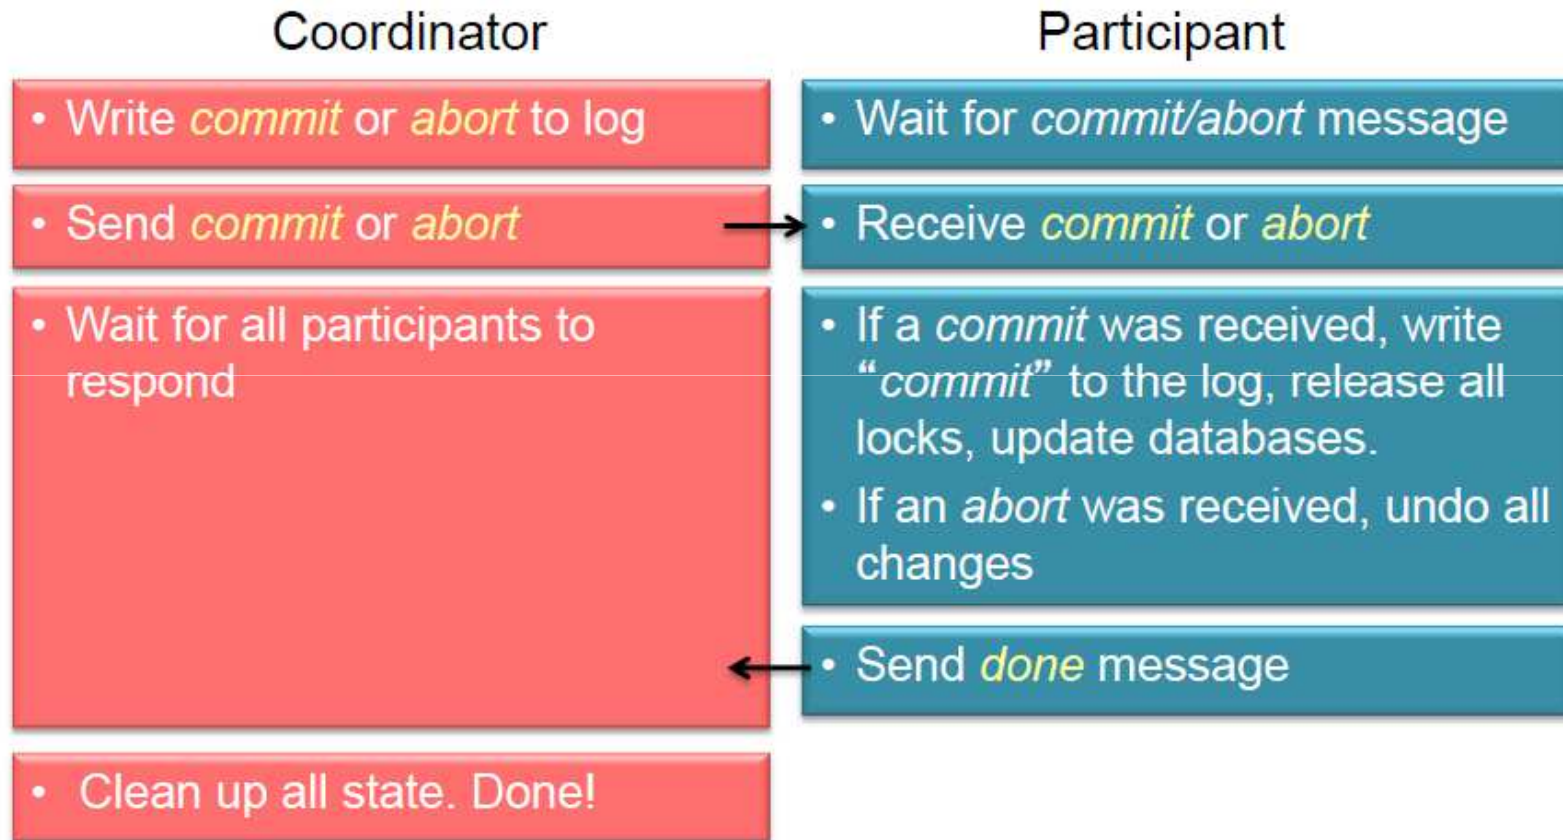 Coordinator
Participant
• Write commit or abort to log
• Wait for commit/abort message
• Send commit or abort
• Receive commit or abort
• Wait for all participants to
respond
• If a commit was received, write
“commit” to the log, release all
locks, update databases.
• If an abort was received, undo all
changes
• Send done message
• Clean up all state. Done!